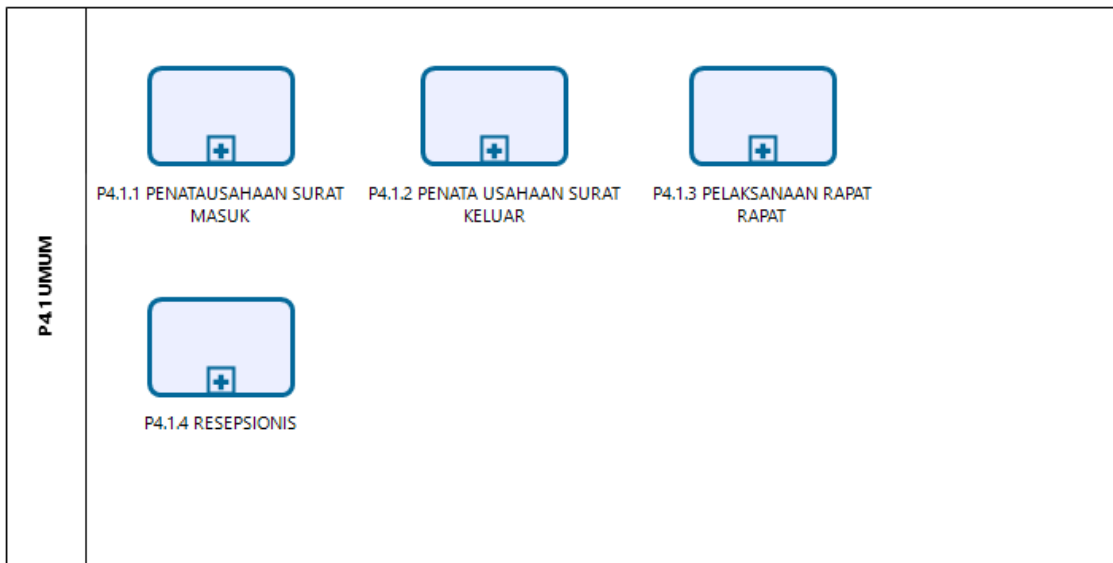 P4.1.1 PENATAUSAHAAN SURAT
MASUK
P4.1.2 PENATA USAHAAN SURAT
KELUAR
P4.1.3 PELAKSANAAN RAPAT
RAPAT
P4.1 UMUM
P4.1.4 RESEPSIONIS